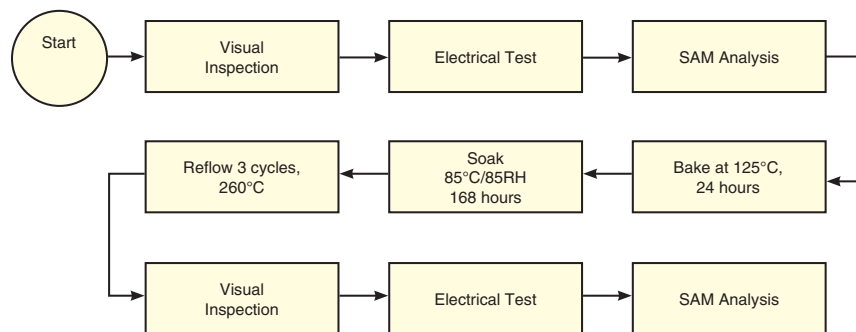 Start
Visual
Inspection
Electrical Test
SAM Analysis
Bake at 125°C,
24 hours
Soak
85°C/85RH
168 hours
Reflow 3 cycles,
260°C
Visual
Inspection
Electrical Test
SAM Analysis